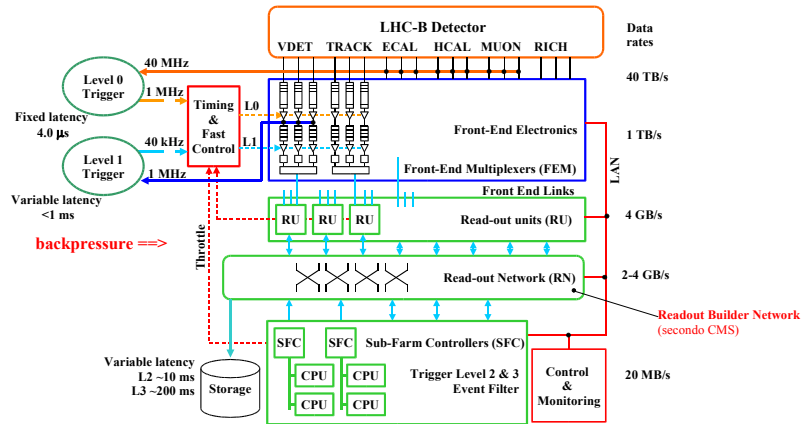 LHC-B Detector
VDET TRACK ECAL HCAL MUON RICH
Data
rates
40 MHz
40 TB/s
Level 0
Trigger
1 MHz
Timing
&
Fast
Control
L0
Fixed latency
4.0 μs
Front-End Electronics
1 TB/s
40 kHz
L1
Level 1
Trigger
1 MHz
Front-End Multiplexers (FEM)
LAN
Front End Links
Variable latency
<1 ms
RU RU RU
Read-out units (RU)
4 GB/s
backpressure ==>
Throttle
Read-out Network (RN)
2-4 GB/s
Readout Builder Network
(secondo CMS)
SFC SFC
Sub-Farm Controllers (SFC)
Variable latency
L2 ~10 ms
L3 ~200 ms
Storage
CPU CPU
CPU CPU
Trigger Level 2 & 3
Event Filter
Control
&
Monitoring
20 MB/s